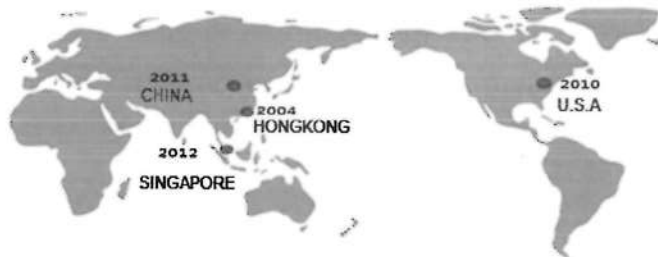 2011
CHINA
2004
HONGKONG
2012
SINGAPORE
2010
U.S.A